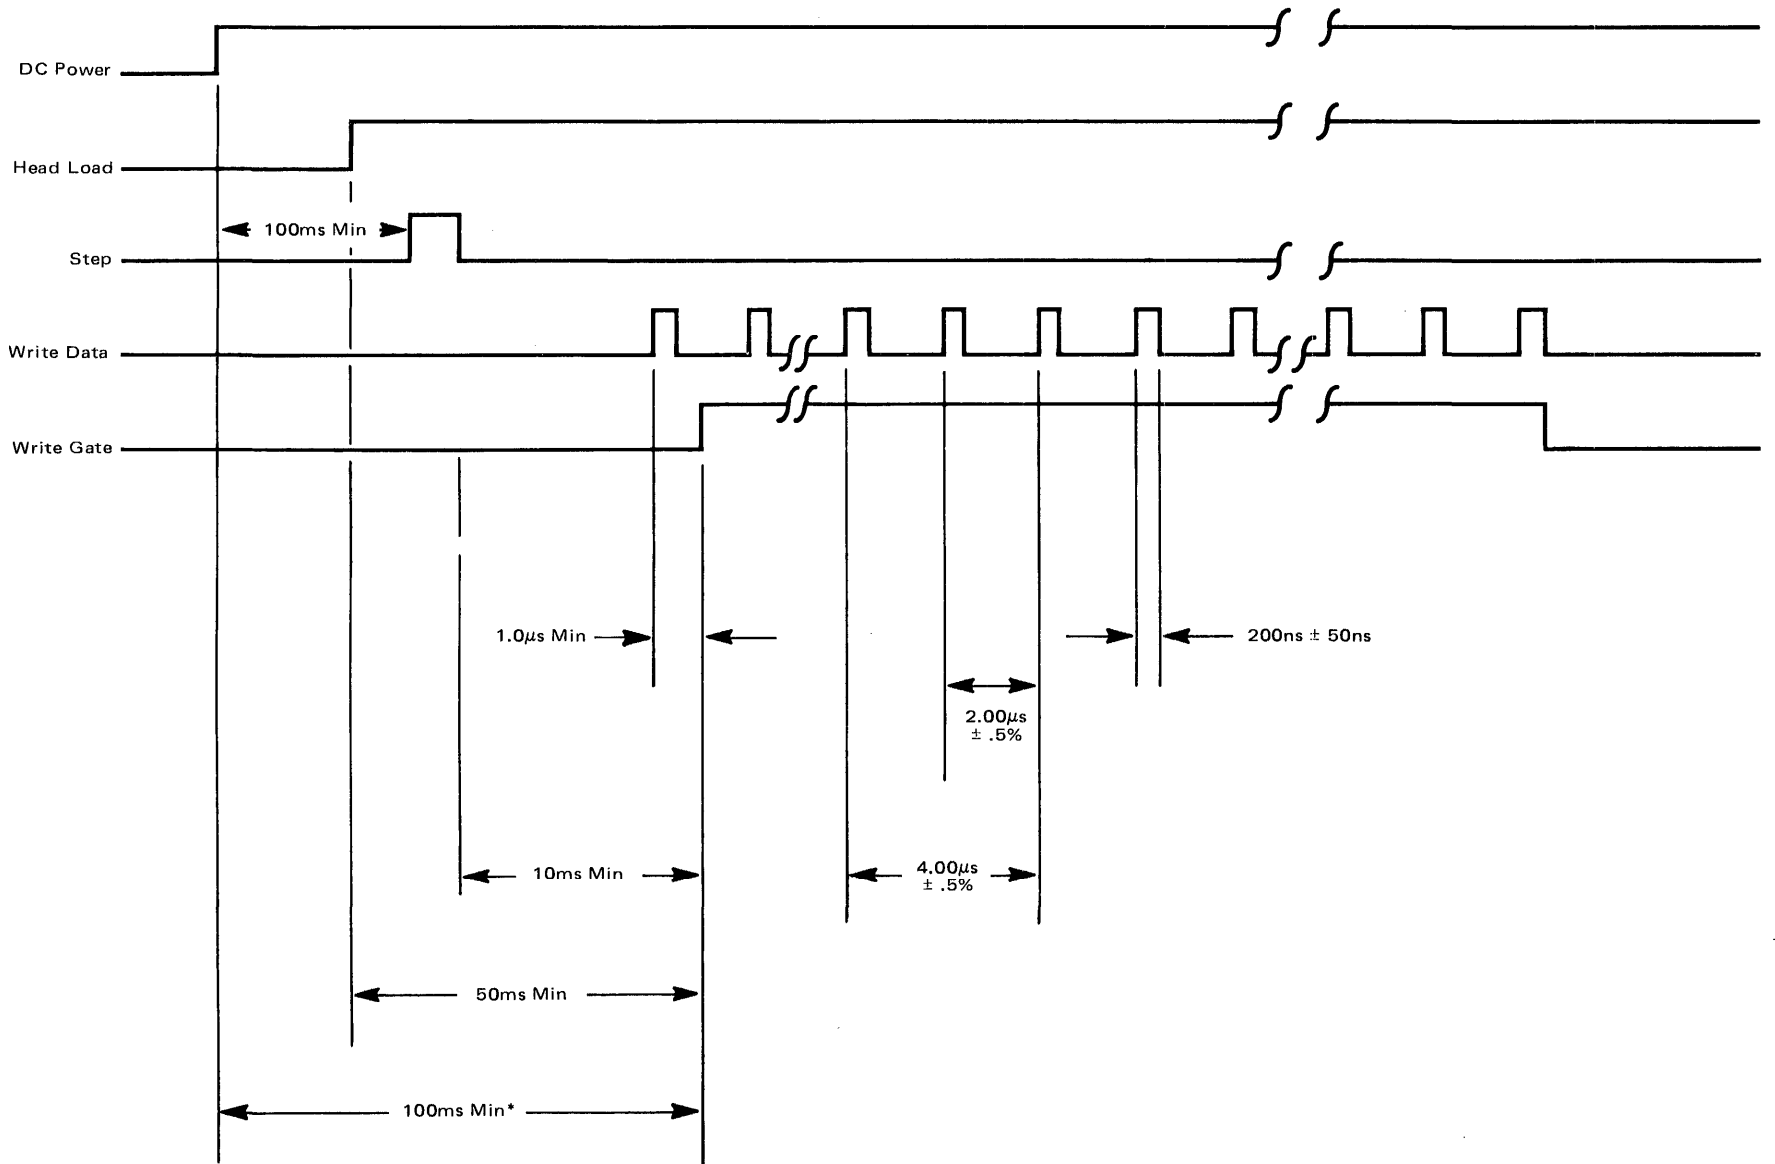 DC Power
Head Load
100ms Min
Step
Write Data
Write Gate
1.0μs Min
200ns ± 50ns
2.00μs
± .5%
10ms Min
4.00μs
± .5%
50ms Min
100ms Min*